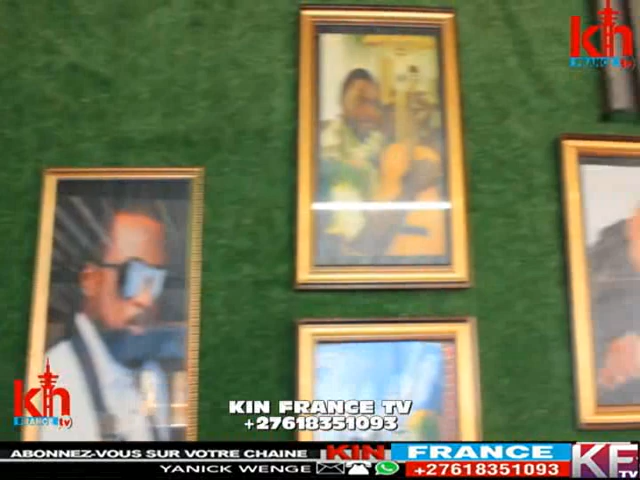 kin
FRANCE tv
kin
FRANCE tv
KIN FRANCE TV
+27618351093
ABONNEZ-VOUS SUR VOTRE CHAINE KIN FRANCE KF
YANICK WENGE +27618351093 TV